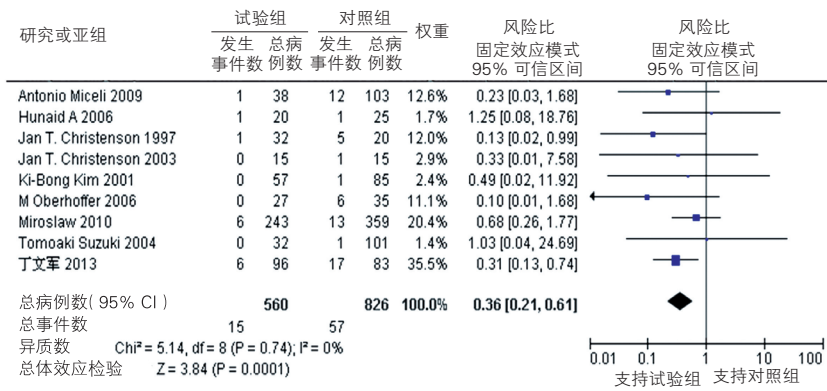 试验组 对照组 风险比 风险比
研究或亚组 发生事件数 总病例数 发生事件数 总病例数 权重 固定效应模式 95% 可信区间 固定效应模式 95% 可信区间
Antonio Miceli 2009 1 38 12 103 12.6% 0.23 [0.03, 1.68]
Hunaid A 2006 1 20 1 25 1.7% 1.25 [0.08, 18.76]
Jan T. Christenson 1997 1 32 5 20 12.0% 0.13 [0.02, 0.99]
Jan T. Christenson 2003 0 15 1 15 2.9% 0.33 [0.01, 7.58]
Ki-Bong Kim 2001 0 57 1 85 2.4% 0.49 [0.02, 11.92]
M Oberhoffer 2006 0 27 6 35 11.1% 0.10 [0.01, 1.68]
Miroslaw 2010 6 243 13 359 20.4% 0.68 [0.26, 1.77]
Tomoaki Suzuki 2004 0 32 1 101 1.4% 1.03 [0.04, 24.69]
丁文军 2013 6 96 17 83 35.5% 0.31 [0.13, 0.74]
总病例数( 95% CI ) 560 826 100.0% 0.36 [0.21, 0.61]
总事件数 15 57
异质数 Chi² = 5.14, df = 8 (P = 0.74); I² = 0%
总体效应检验 Z = 3.84 (P = 0.0001)
0.01 0.1 1 10 100
支持试验组 支持对照组